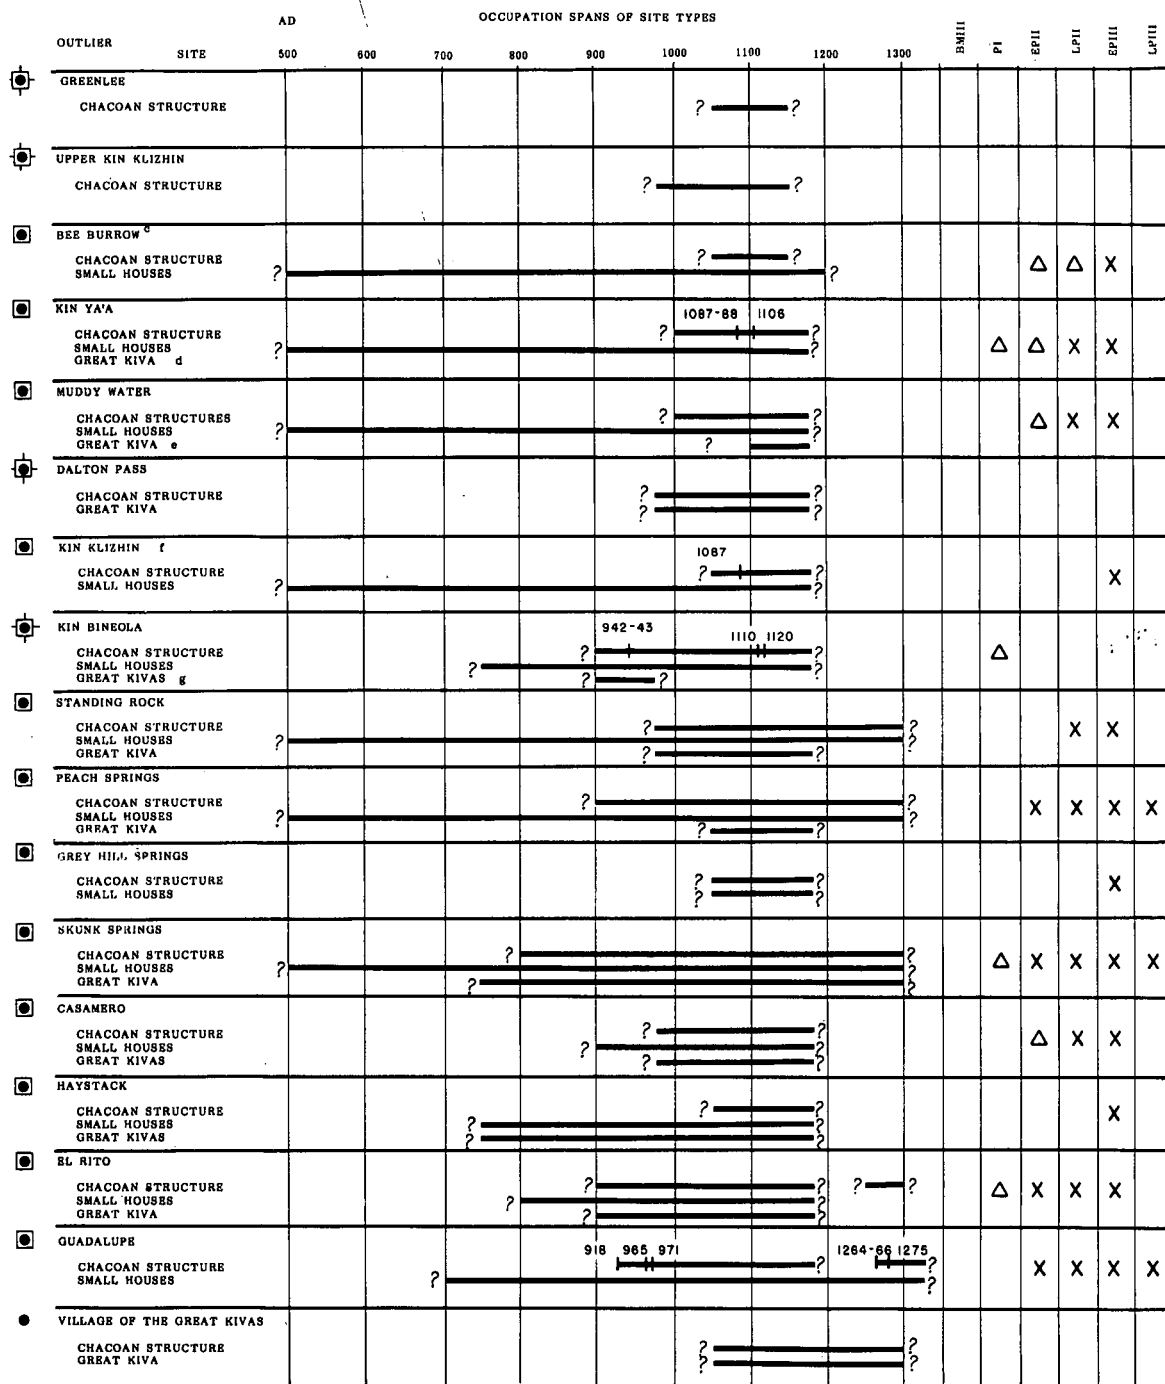 AD OCCUPATION SPANS OF SITE TYPES
OUTLIER SITE 500 600 700 800 900 1000 1100 1200 1300 BMIII PI EPII LPII EPIII LPIII
GREENLEE
CHACOAN STRUCTURE ? ?
UPPER KIN KLIZHIN
CHACOAN STRUCTURE ? ?
BEE BURROW c
CHACOAN STRUCTURE ? ?
SMALL HOUSES ? ? Δ Δ X
KIN YA'A
1087-88 1106
CHACOAN STRUCTURE ? ?
SMALL HOUSES ? ? Δ Δ X X
GREAT KIVA d
MUDDY WATER
CHACOAN STRUCTURES ? ? Δ X X
SMALL HOUSES ? ?
GREAT KIVA e ?
DALTON PASS
CHACOAN STRUCTURE ? ?
GREAT KIVA ? ?
KIN KLIZHIN f
1087
CHACOAN STRUCTURE ? ? X
SMALL HOUSES ? ?
KIN BINEOLA 942-43
1110 1120
CHACOAN STRUCTURE ? ? Δ
SMALL HOUSES ? ?
GREAT KIVAS g ? ?
STANDING ROCK
CHACOAN STRUCTURE ? ? X X
SMALL HOUSES ? ?
GREAT KIVA ? ?
PEACH SPRINGS
CHACOAN STRUCTURE ? ? X X X X
SMALL HOUSES ? ?
GREAT KIVA ? ?
GREY HILL SPRINGS
CHACOAN STRUCTURE ? ? X
SMALL HOUSES ? ?
SKUNK SPRINGS
CHACOAN STRUCTURE ? ? Δ X X X X
SMALL HOUSES ? ?
GREAT KIVA ? ?
CASAMERO
CHACOAN STRUCTURE ? ? Δ X X
SMALL HOUSES ? ?
GREAT KIVAS ? ?
HAYSTACK
CHACOAN STRUCTURE ? ? X
SMALL HOUSES ? ?
GREAT KIVAS ? ?
EL RITO
CHACOAN STRUCTURE ? ? ? ? Δ X X X
SMALL HOUSES ? ?
GREAT KIVA ? ?
GUADALUPE
918 965 971 1264-66 1275
CHACOAN STRUCTURE ? ? X X X X
SMALL HOUSES ? ?
VILLAGE OF THE GREAT KIVAS
CHACOAN STRUCTURE ? ?
GREAT KIVA ? ?